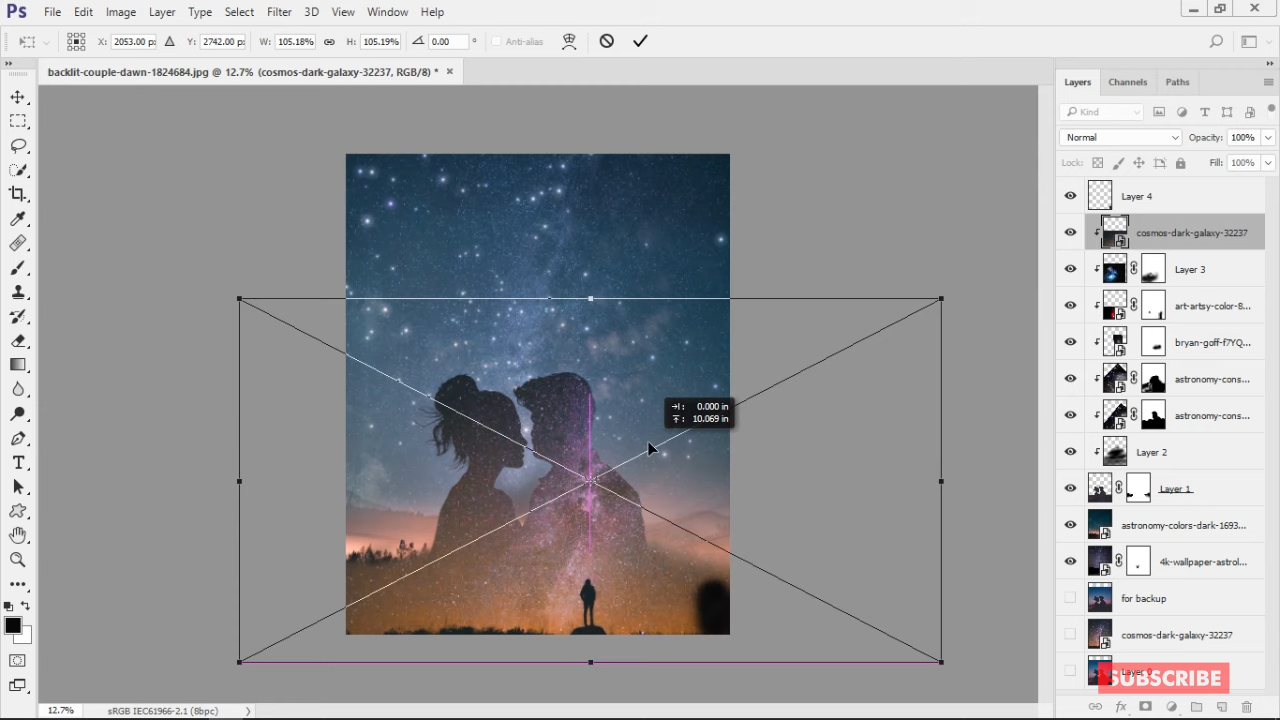 Ps File Edit Image Layer Type Select Filter 3D View Window Help
X: 2053.00 px Y: 2742.00 px W: 105.18% H: 105.19% 0.00 ° Anti-alias
backlit-couple-dawn-1824684.jpg @ 12.7% (cosmos-dark-galaxy-32237, RGB/8) * ×
Layers Channels Paths
Kind
Normal Opacity: 100%
Lock: Fill: 100%
Layer 4
cosmos-dark-galaxy-32237
Layer 3
art-artsy-color-8...
bryan-goff-f7YQ...
astronomy-cons...
astronomy-cons...
Layer 2
Layer 1
astronomy-colors-dark-1693...
4k-wallpaper-astrol...
for backup
cosmos-dark-galaxy-32237
Layer 0
SUBSCRIBE
0.000 in
10.069 in
12.7% sRGB IEC61966-2.1 (8bpc)
fx